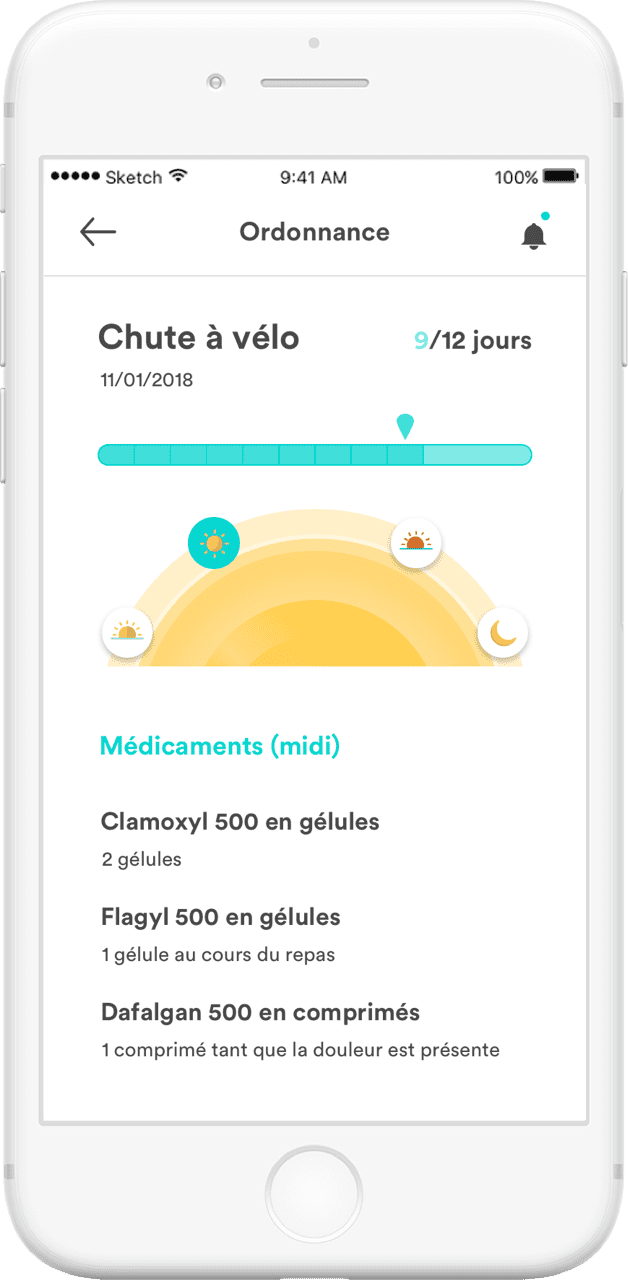 Sketch 9:41 AM 100%
Ordonnance
Chute à vélo 9/12 jours
11/01/2018
Médicaments (midi)
Clamoxyl 500 en gélules
2 gélules
Flagyl 500 en gélules
1 gélule au cours du repas
Dafalgan 500 en comprimés
1 comprimé tant que la douleur est présente